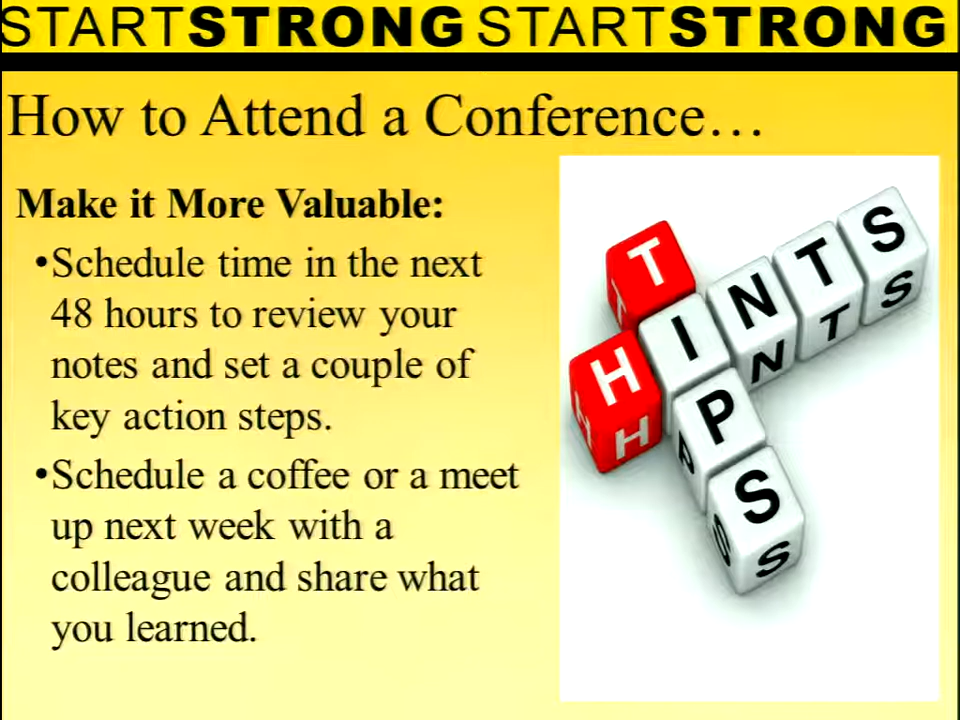 STARTSTRONG STARTSTRONG
How to Attend a Conference…
Make it More Valuable:
•Schedule time in the next
48 hours to review your
notes and set a couple of
key action steps.
•Schedule a coffee or a meet
up next week with a
colleague and share what
you learned.
HINTS
TIPS